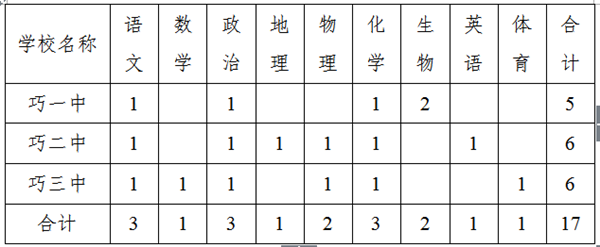 学校名称 语文 数学 政治 地理 物理 化学 生物 英语 体育 合计
巧一中 1 1 1 2 5
巧二中 1 1 1 1 1 1 6
巧三中 1 1 1 1 1 1 6
合计 3 1 3 1 2 3 2 1 1 17